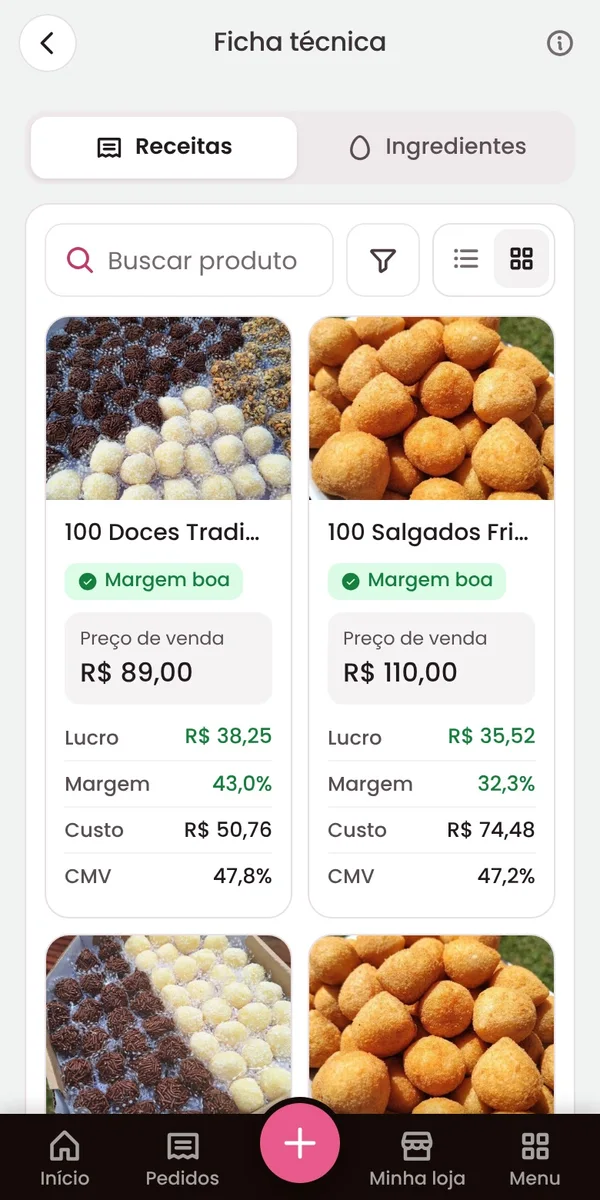 Ficha técnica
Receitas
Ingredientes
Buscar produto
100 Doces Tradi...
Margem boa
Preço de venda
R$ 89,00
Lucro R$ 38,25
Margem 43,0%
Custo R$ 50,76
CMV 47,8%
100 Salgados Fri...
Margem boa
Preço de venda
R$ 110,00
Lucro R$ 35,52
Margem 32,3%
Custo R$ 74,48
CMV 47,2%
Início
Pedidos
Minha loja
Menu